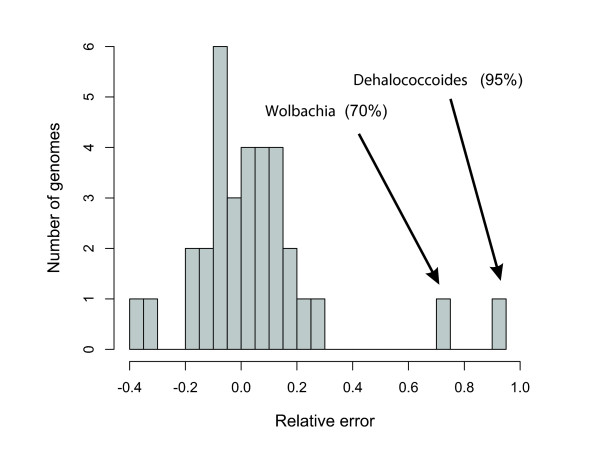 6
5
4
3
2
1
0
Number of genomes
Dehalococcoides (95%)
Wolbachia (70%)
-0.4 -0.2 0.0 0.2 0.4 0.6 0.8 1.0
Relative error